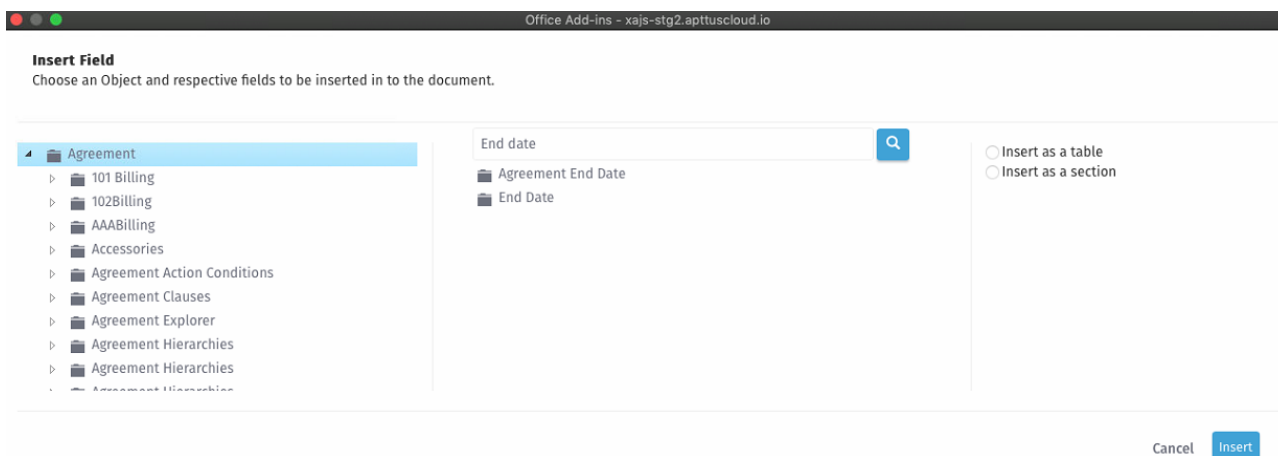 Office Add-ins - xajs-stg2.apttuscloud.io
Insert Field
Choose an Object and respective fields to be inserted in to the document.
Agreement
101 Billing
102Billing
AAABilling
Accessories
Agreement Action Conditions
Agreement Clauses
Agreement Explorer
Agreement Hierarchies
Agreement Hierarchies
Agreement Hierarchies
End date
Agreement End Date
End Date
Insert as a table
Insert as a section
Cancel
Insert